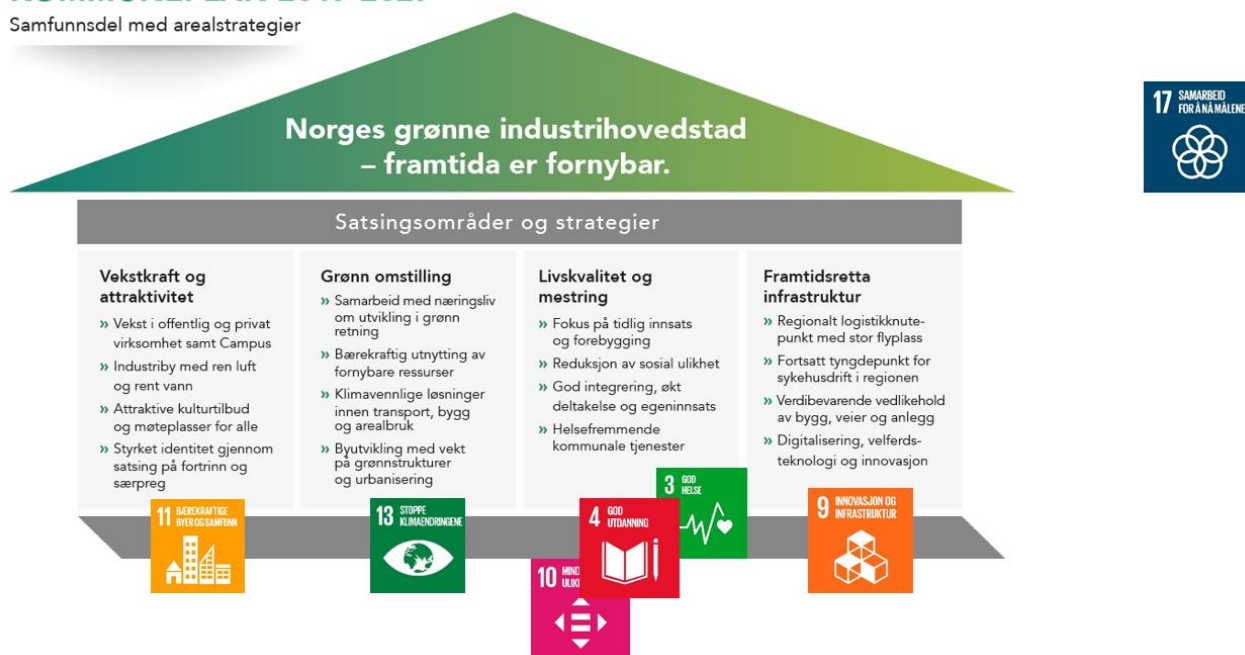 Samfunnsdel med arealstrategier
Norges grønne industrihovedstad
– framtida er fornybar.
17 SAMARBEID
FOR Å NÅ MÅLENE
Satsingsområder og strategier
Vekstkraft og
attraktivitet
» Vekst i offentlig og privat
virksomhet samt Campus
» Industriby med ren luft
og rent vann
» Attraktive kulturtilbud
og møteplasser for alle
» Styrket identitet gjennom
satsing på fortrinn og
særpreg
11 BÆREKRAFTIGE
BYER OG SAMFUNN
Grønn omstilling
» Samarbeid med næringsliv
om utvikling i grønn
retning
» Bærekraftig utnytting av
fornybare ressurser
» Klimavennlige løsninger
innen transport, bygg
og arealbruk
» Byutvikling med vekt
på grønnstrukturer
og urbanisering
13 STOPPE
KLIMAENDRINGENE
Livskvalitet og
mestring
» Fokus på tidlig innsats
og forebygging
» Reduksjon av sosial ulikhet
» God integrering, økt
deltakelse og egeninnsats
» Helsefremmende
kommunale tjenester
3 GOD
HELSE
4 GOD
UTDANNING
10
Framtidsretta
infrastruktur
» Regionalt logistikknute-
punkt med stor flyplass
» Fortsatt tyngdepunkt for
sykehusdrift i regionen
» Verdibevarende vedlikehold
av bygg, veier og anlegg
» Digitalisering, velferds-
teknologi og innovasjon
9 INNOVASJON OG
INFRASTRUKTUR